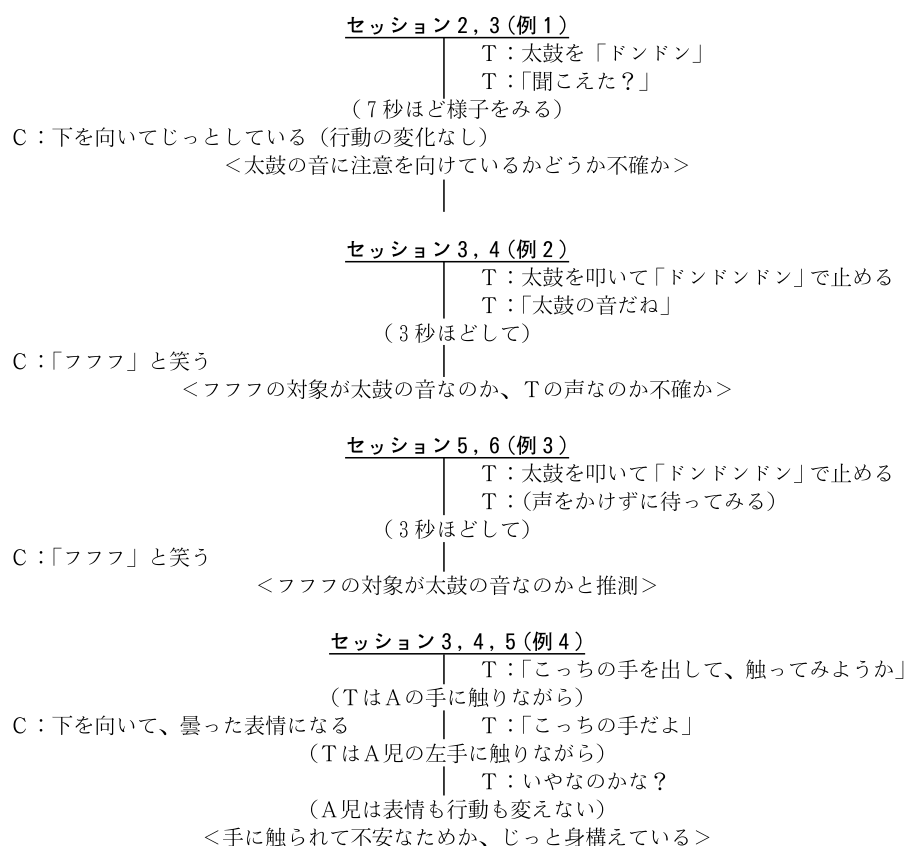 セッション2，3（例1）
T：太鼓を「ドンドン」
T：「聞こえた？」
（7秒ほど様子をみる）
C：下を向いてじっとしている（行動の変化なし）
＜太鼓の音に注意を向けているかどうか不確か＞
セッション3，4（例2）
T：太鼓を叩いて「ドンドンドン」で止める
T：「太鼓の音だね」
（3秒ほどして）
C：「フフフ」と笑う
＜フフフの対象が太鼓の音なのか、Tの声なのか不確か＞
セッション5，6（例3）
T：太鼓を叩いて「ドンドンドン」で止める
T：（声をかけずに待ってみる）
（3秒ほどして）
C：「フフフ」と笑う
＜フフフの対象が太鼓の音なのかと推測＞
セッション3，4，5（例4）
T：「こっちの手を出して、触ってみようか」
（TはAの手に触りながら）
C：下を向いて、曇った表情になる T：「こっちの手だよ」
（TはA児の左手に触りながら）
T：いやなのかな？
（A児は表情も行動も変えない）
＜手に触られて不安なためか、じっと身構えている＞